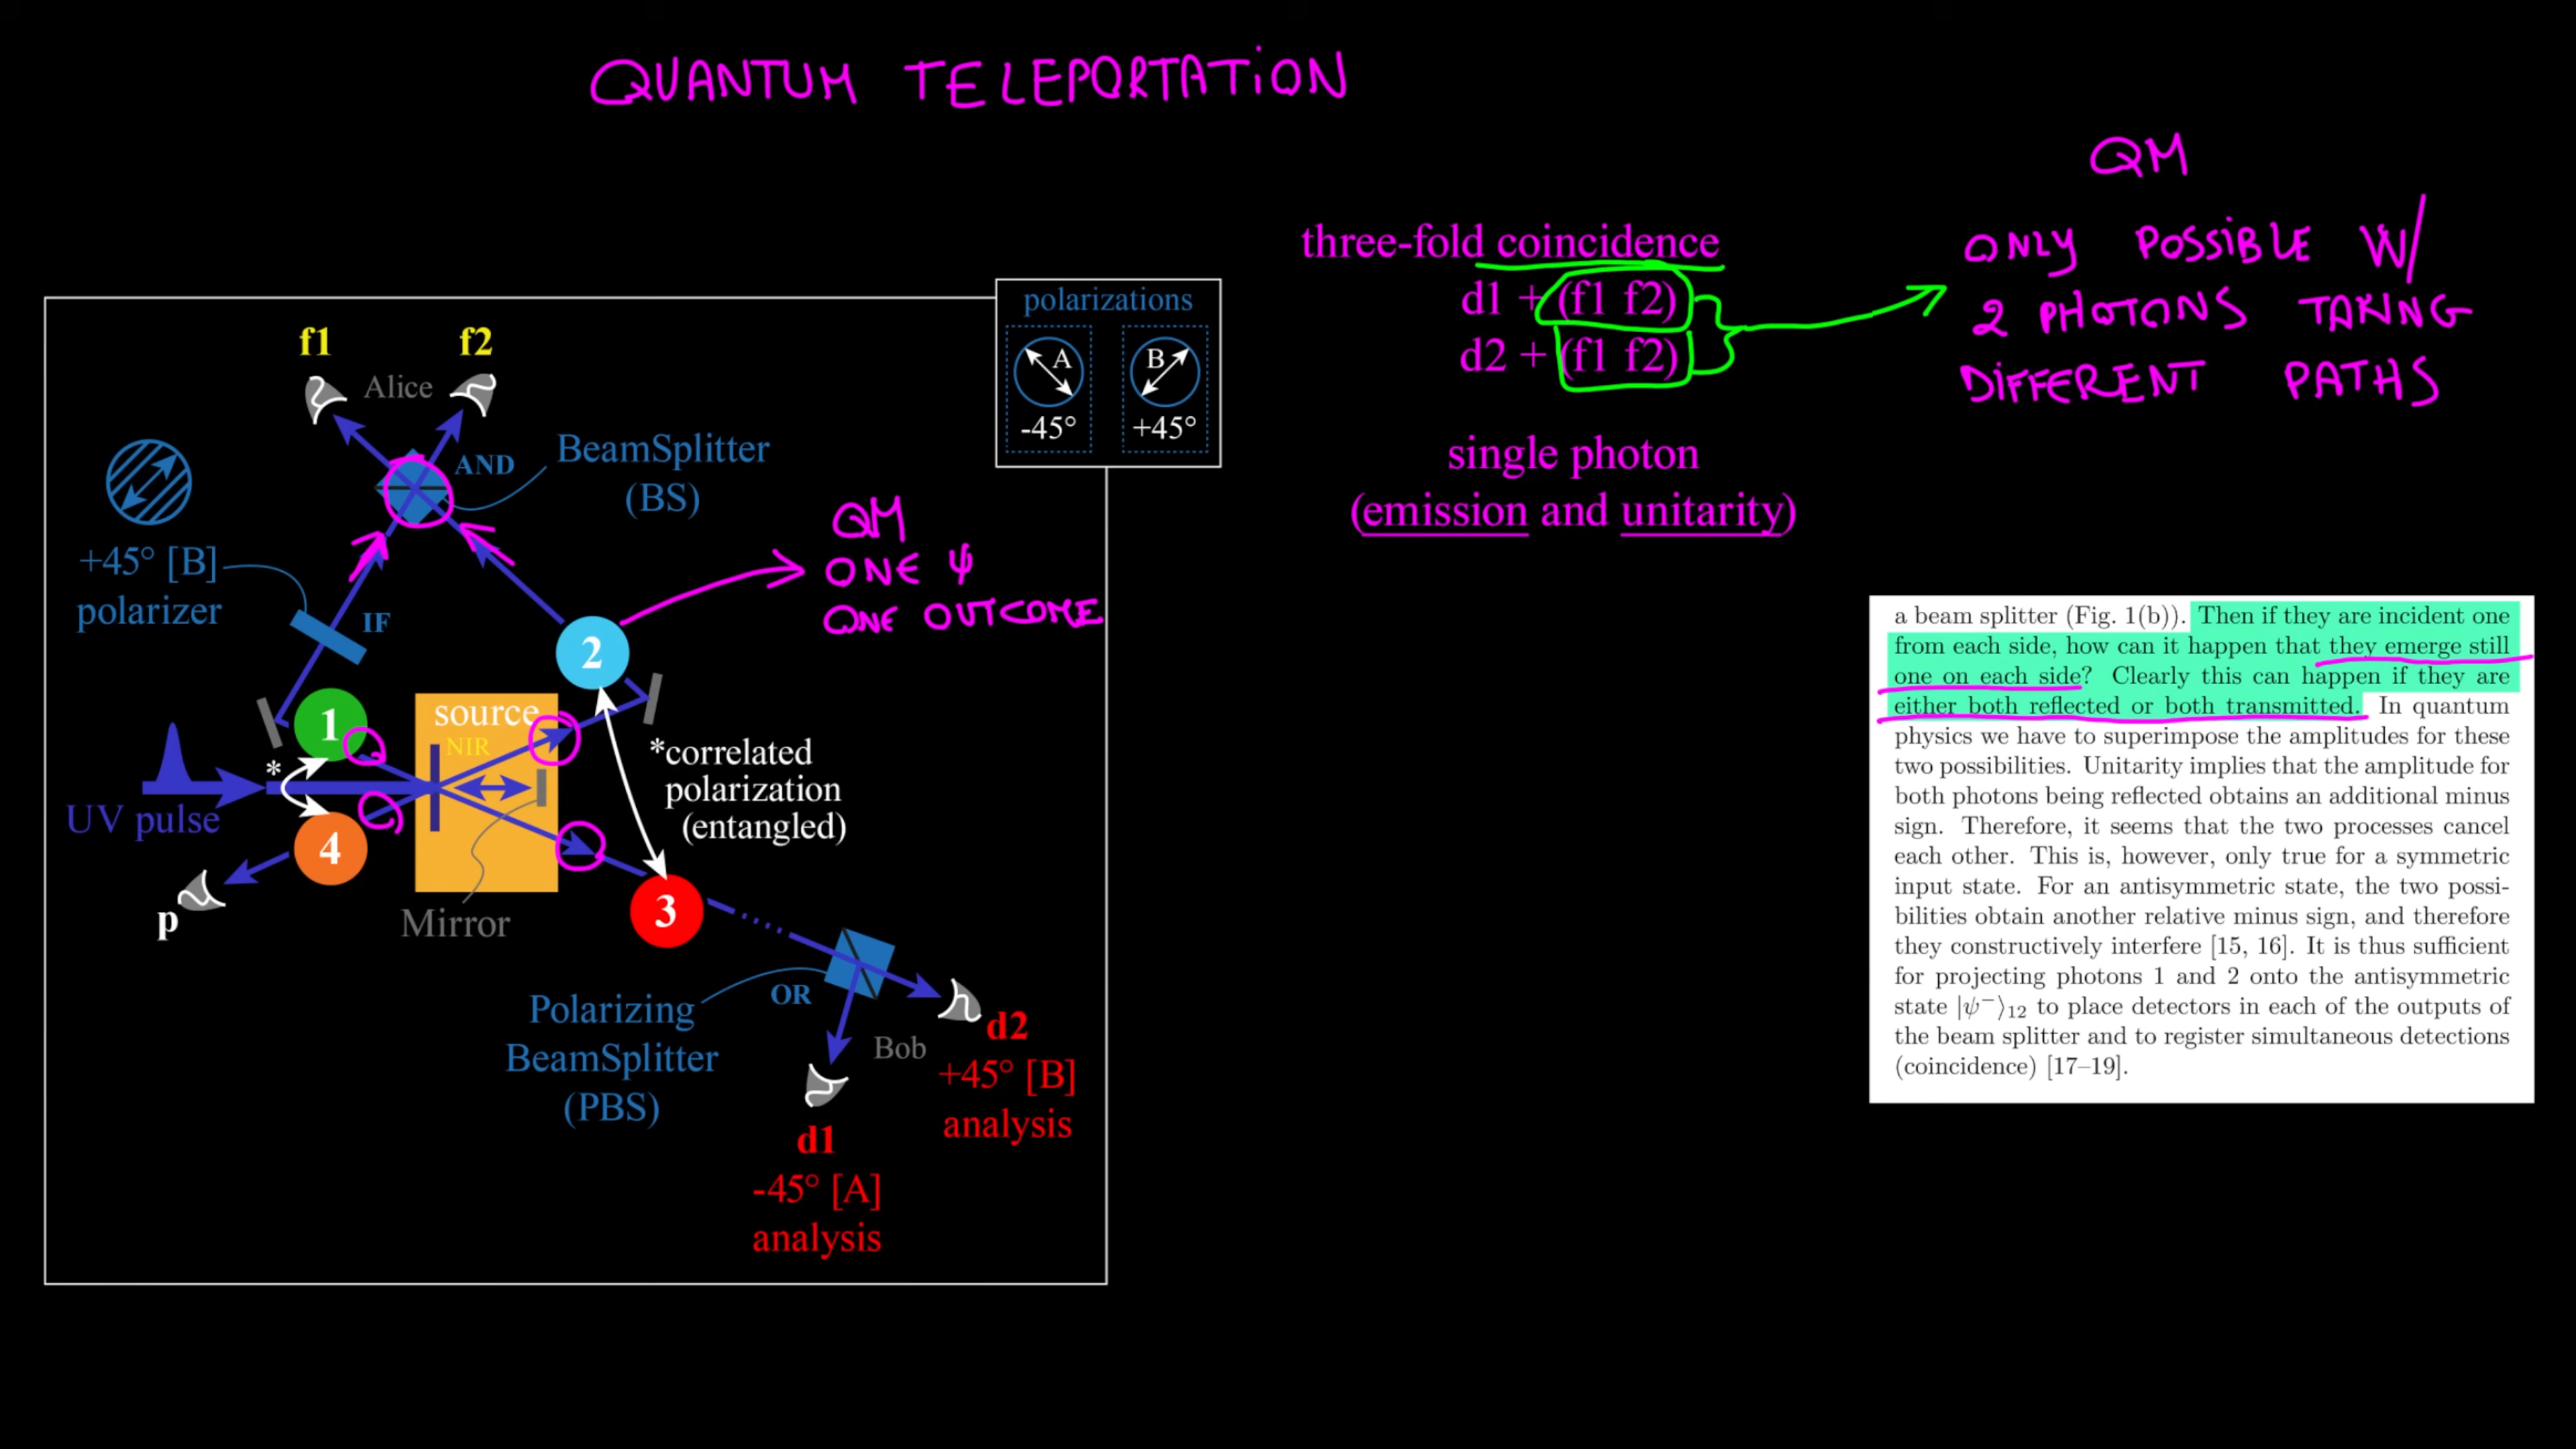 QUANTUM TELEPORTATION
QM
ONLY POSSIBLE W/
2 PHOTONS TAKING
DIFFERENT PATHS
three-fold coincidence
d1 + (f1 f2)
d2 + (f1 f2)
single photon
(emission and unitarity)
polarizations
A
B
-45°
+45°
f1
f2
Alice
AND
BeamSplitter
(BS)
+45° [B]
polarizer
IF
QM
ONE ψ
ONE OUTCOME
2
1
source
NIR
*
UV pulse
4
p
Mirror
*correlated
polarization
(entangled)
3
Polarizing
BeamSplitter
(PBS)
OR
Bob
d2
+45° [B]
analysis
d1
-45° [A]
analysis
a beam splitter (Fig. 1(b)). Then if they are incident one
from each side, how can it happen that they emerge still
one on each side? Clearly this can happen if they are
either both reflected or both transmitted. In quantum
physics we have to superimpose the amplitudes for these
two possibilities. Unitarity implies that the amplitude for
both photons being reflected obtains an additional minus
sign. Therefore, it seems that the two processes cancel
each other. This is, however, only true for a symmetric
input state. For an antisymmetric state, the two possi-
bilities obtain another relative minus sign, and therefore
they constructively interfere [15, 16]. It is thus sufficient
for projecting photons 1 and 2 onto the antisymmetric
state |ψ⁻⟩₁₂ to place detectors in each of the outputs of
the beam splitter and to register simultaneous detections
(coincidence) [17–19].